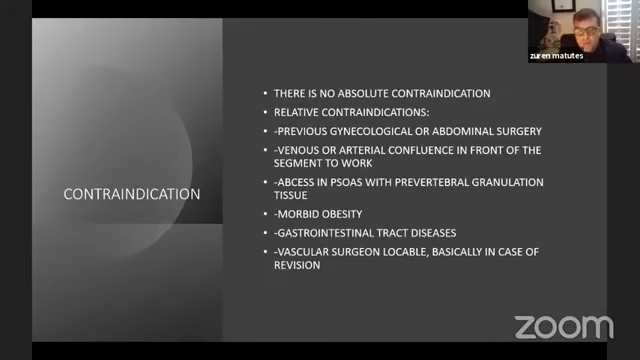 zuren matutes
CONTRAINDICATION
• THERE IS NO ABSOLUTE CONTRAINDICATION
• RELATIVE CONTRAINDICATIONS:
• -PREVIOUS GYNECOLOGICAL OR ABDOMINAL SURGERY
• -VENOUS OR ARTERIAL CONFLUENCE IN FRONT OF THE
SEGMENT TO WORK
• -ABCESS IN PSOAS WITH PREVERTEBRAL GRANULATION
TISSUE
• -MORBID OBESITY
• -GASTROINTESTINAL TRACT DISEASES
• -VASCULAR SURGEON LOCABLE, BASICALLY IN CASE OF
REVISION
zoom